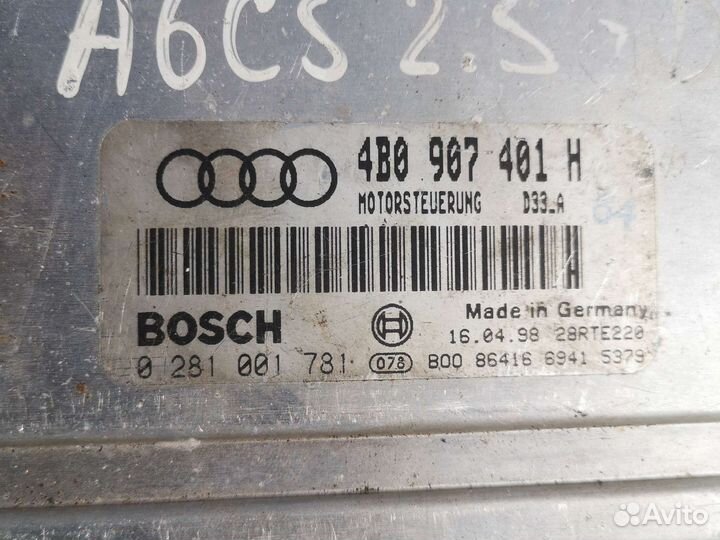 A6C5 2.5
4B0 907 401 H
MOTORSTEUERUNG D33_A
64
A
BOSCH
Made in Germany
16.04.98 28RTE220
0 281 001 781 078 B00 86416 6941 5379
Avito